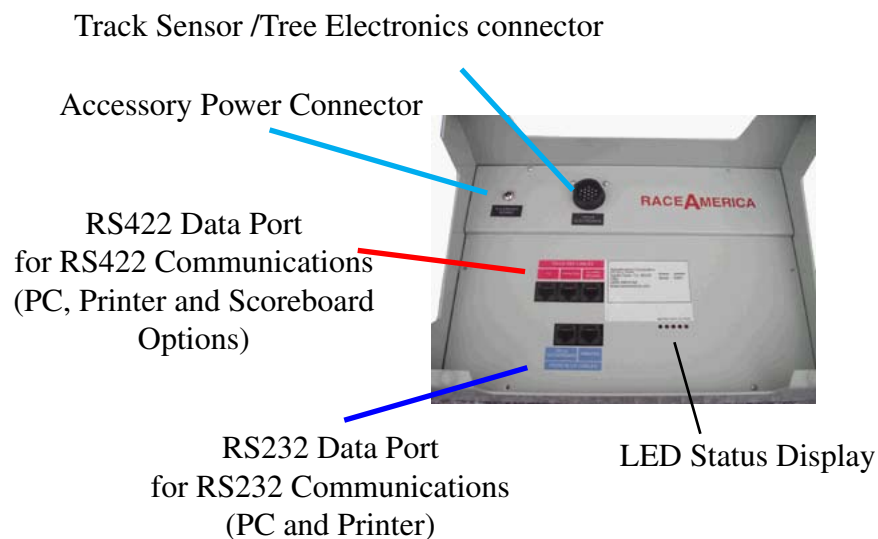 Track Sensor /Tree Electronics connector
Accessory Power Connector
RACEAMERICA
RS422 Data Port
for RS422 Communications
(PC, Printer and Scoreboard
Options)
RS232 Data Port
for RS232 Communications
(PC and Printer)
LED Status Display